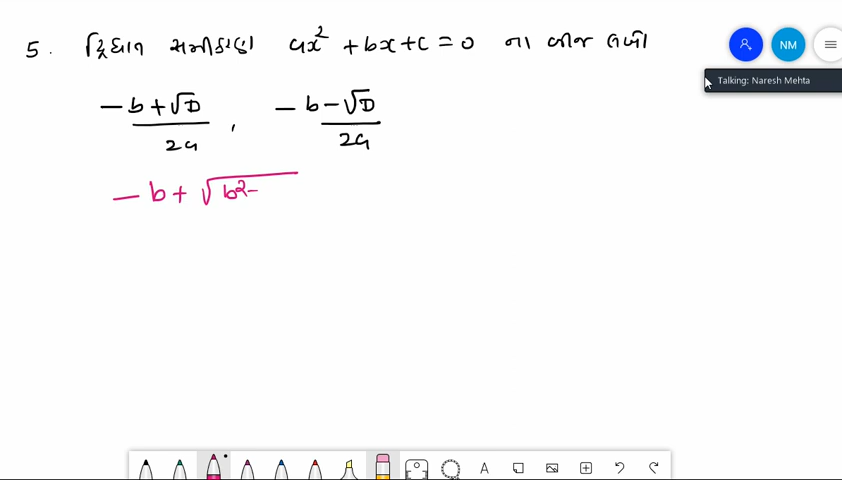 5. દ્વિઘાત સમીકરણ ax² + bx + c = 0 ના બીજ લખો
NM
Talking: Naresh Mehta
(-b + √D)/2a , (-b - √D)/2a
-b + √(b² -
A